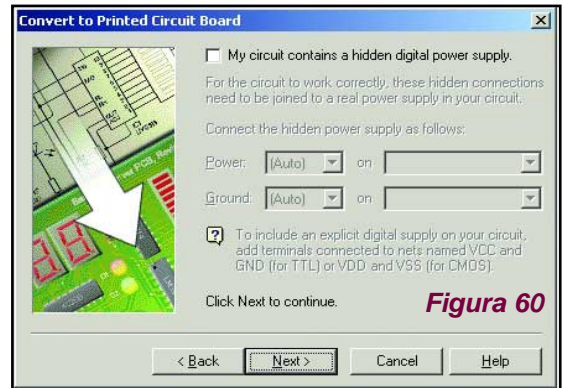 Convert to Printed Circuit Board
My circuit contains a hidden digital power supply.
For the circuit to work correctly, these hidden connections
need to be joined to a real power supply in your circuit.
Connect the hidden power supply as follows:
Power: (Auto) on
Ground: (Auto) on
To include an explicit digital supply on your circuit,
add terminals connected to nets named VCC and
GND (for TTL) or VDD and VSS (for CMOS).
Click Next to continue.
Figura 60
< Back Next > Cancel Help